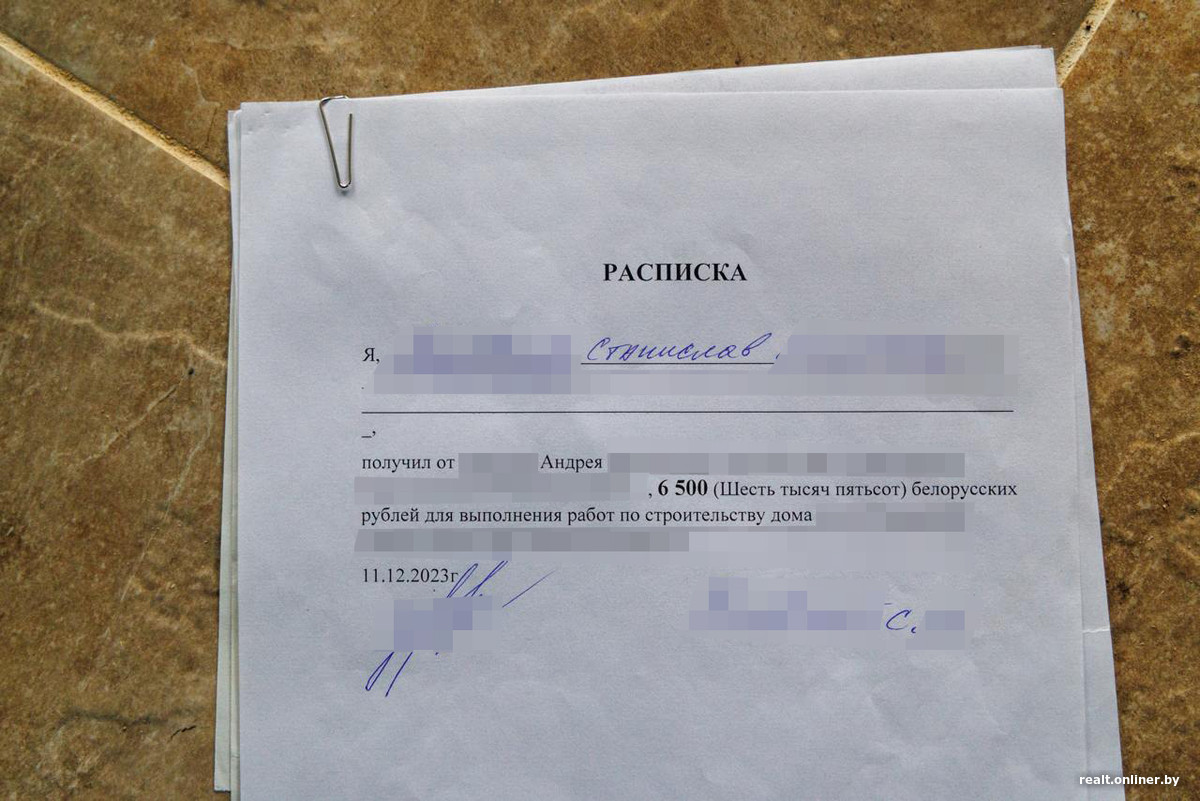 РАСПИСКА
Я, Станислав,
_,
получил от Андрея
, 6 500 (Шесть тысяч пятьсот) белорусских
рублей для выполнения работ по строительству дома
11.12.2023г
С.
realt.onliner.by